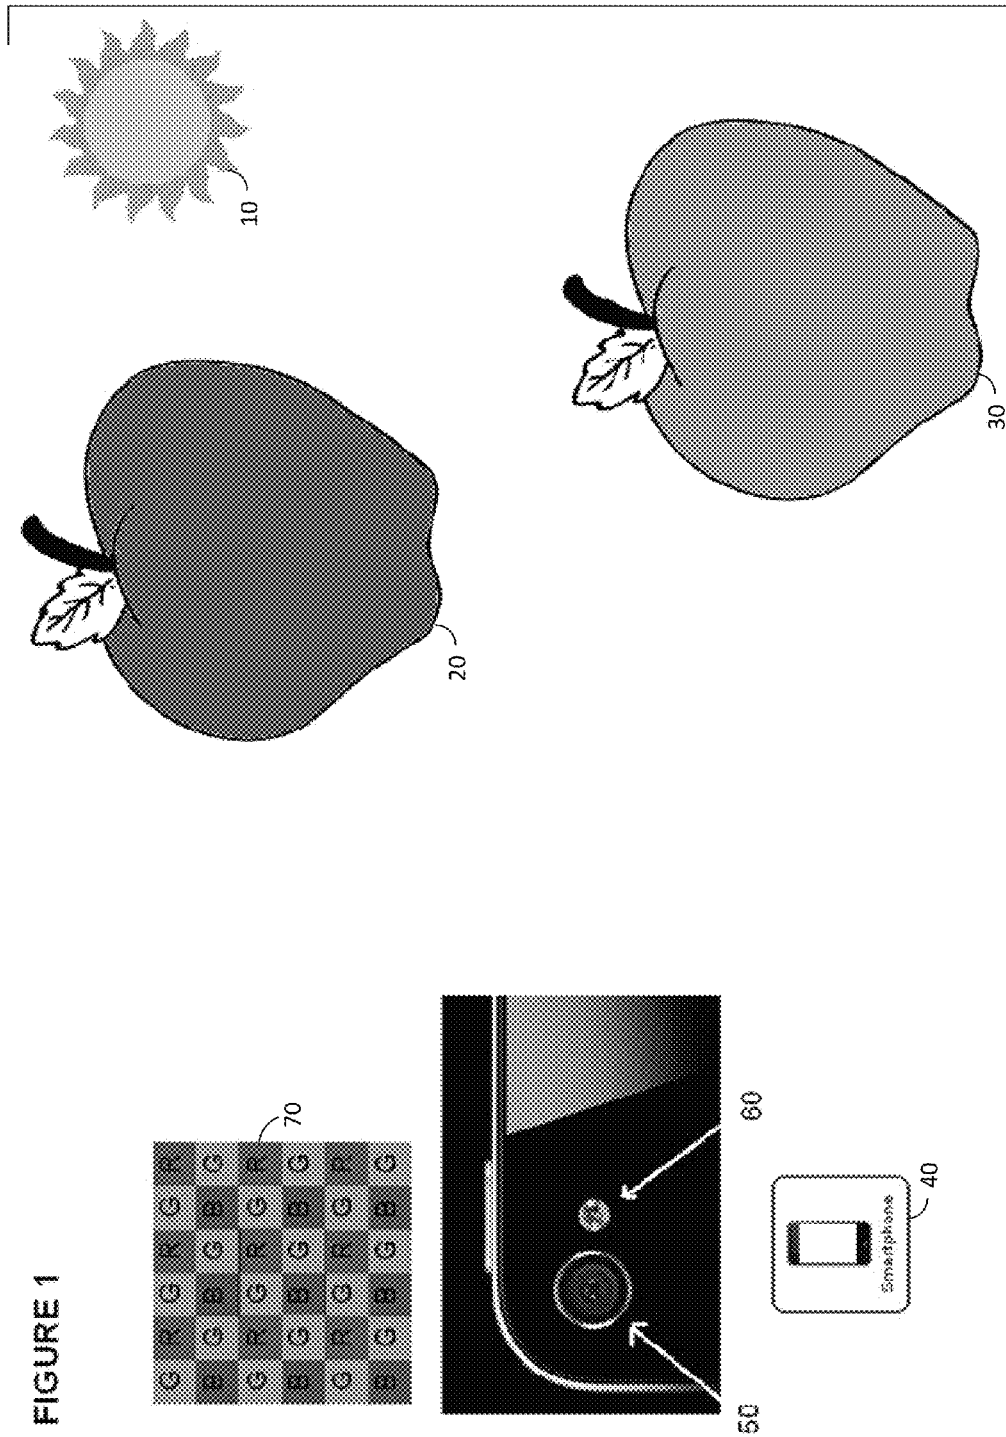 FIGURE 1
G R G R G R
B G B G B G
G R G R G R
B G B G B G
G R G R G R
B G B G B G
70
50
60
Smartphone
40
20
10
30